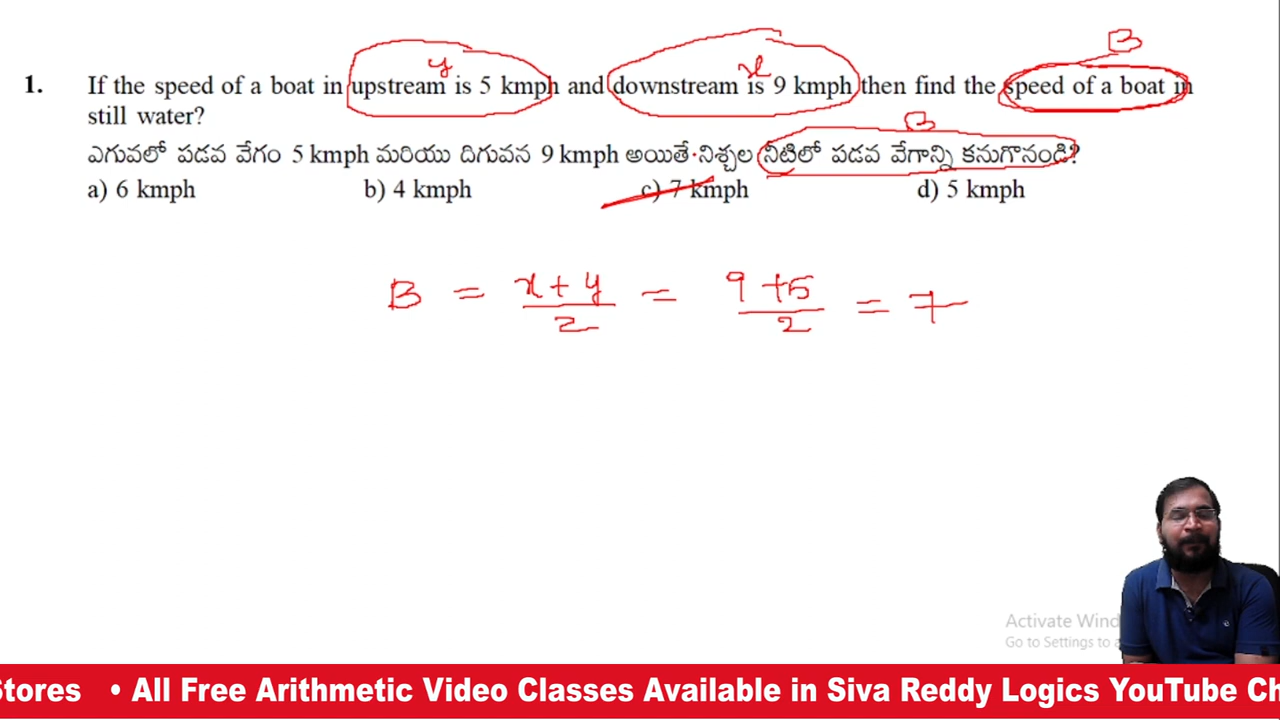 B
y
x
1. If the speed of a boat in upstream is 5 kmph and downstream is 9 kmph then find the speed of a boat in
still water?
B
ఎగువలో పడవ వేగం 5 kmph మరియు దిగువన 9 kmph అయితే నిశ్చల నీటిలో పడవ వేగాన్ని కనుగొనండి?
a) 6 kmph b) 4 kmph c) 7 kmph d) 5 kmph
B = x+y/2 = 9+5/2 = 7
Activate Wind
Go to Settings to a
Stores • All Free Arithmetic Video Classes Available in Siva Reddy Logics YouTube Ch